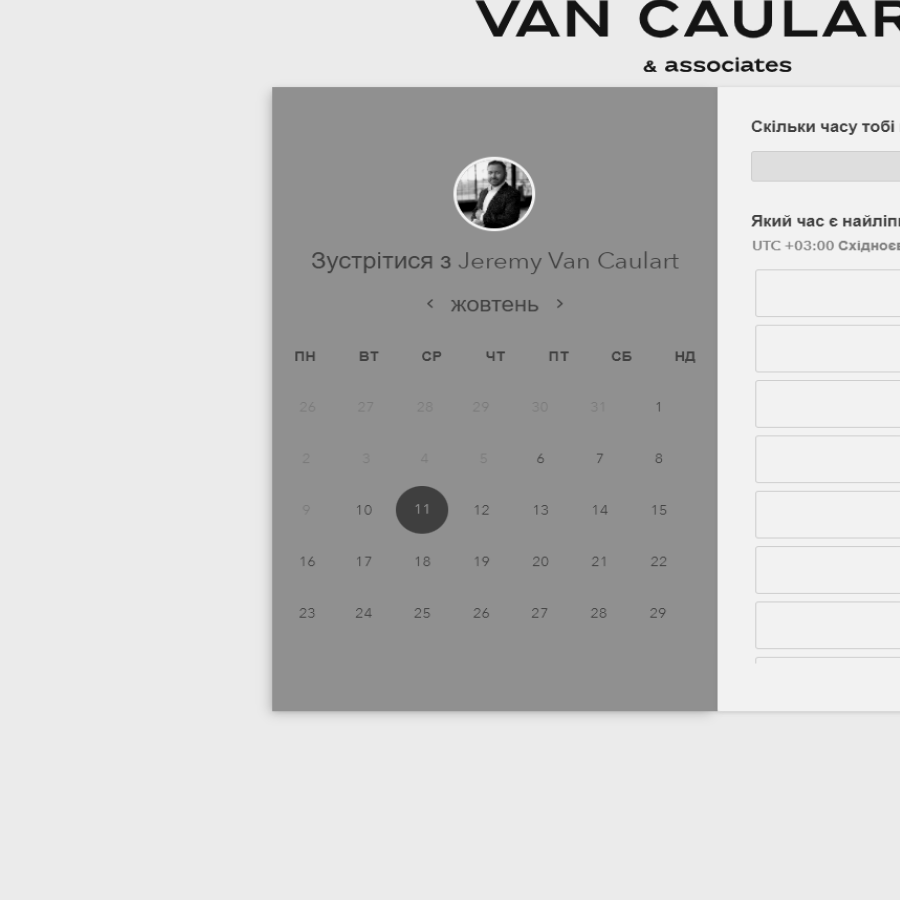 VAN CAULAR
& associates
Зустрітися з Jeremy Van Caulart
‹ жовтень ›
ПН ВТ СР ЧТ ПТ СБ НД
26 27 28 29 30 31 1
2 3 4 5 6 7 8
9 10 11 12 13 14 15
16 17 18 19 20 21 22
23 24 25 26 27 28 29
Скільки часу тобі
Який час є найліп
UTC +03:00 Східноє